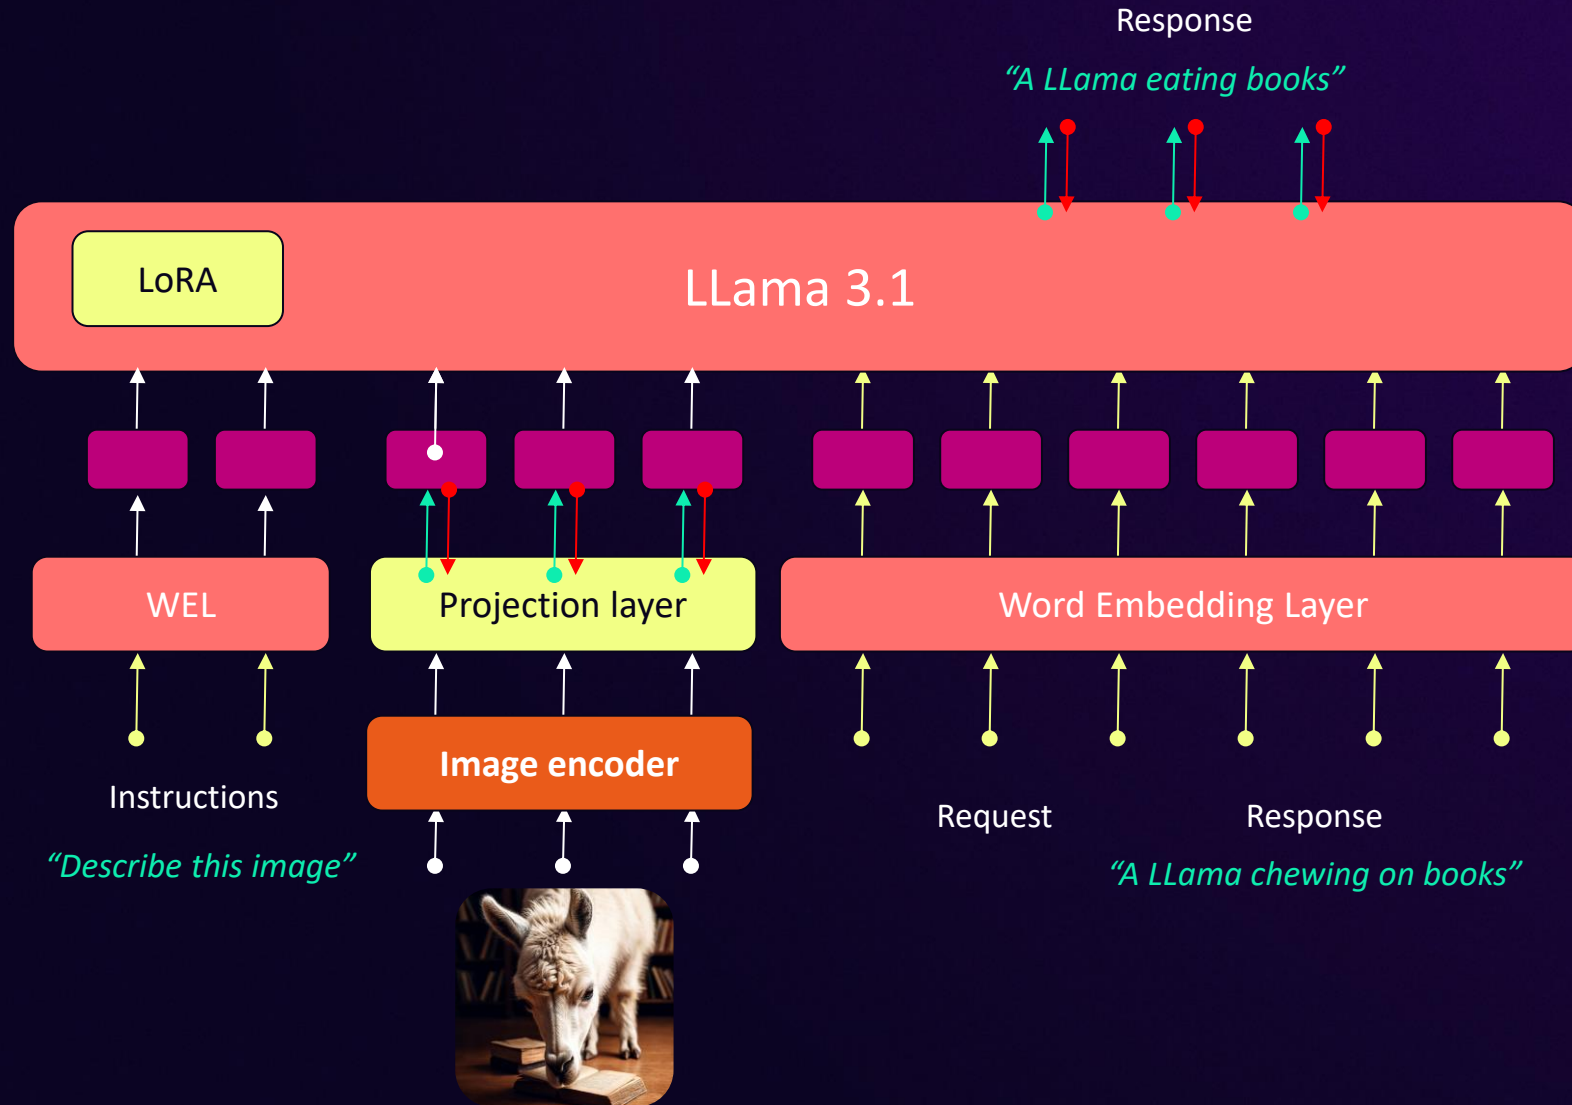 Response
“A LLama eating books”
LoRA
LLama 3.1
WEL
Projection layer
Word Embedding Layer
Image encoder
Instructions
“Describe this image”
Request
Response
“A LLama chewing on books”